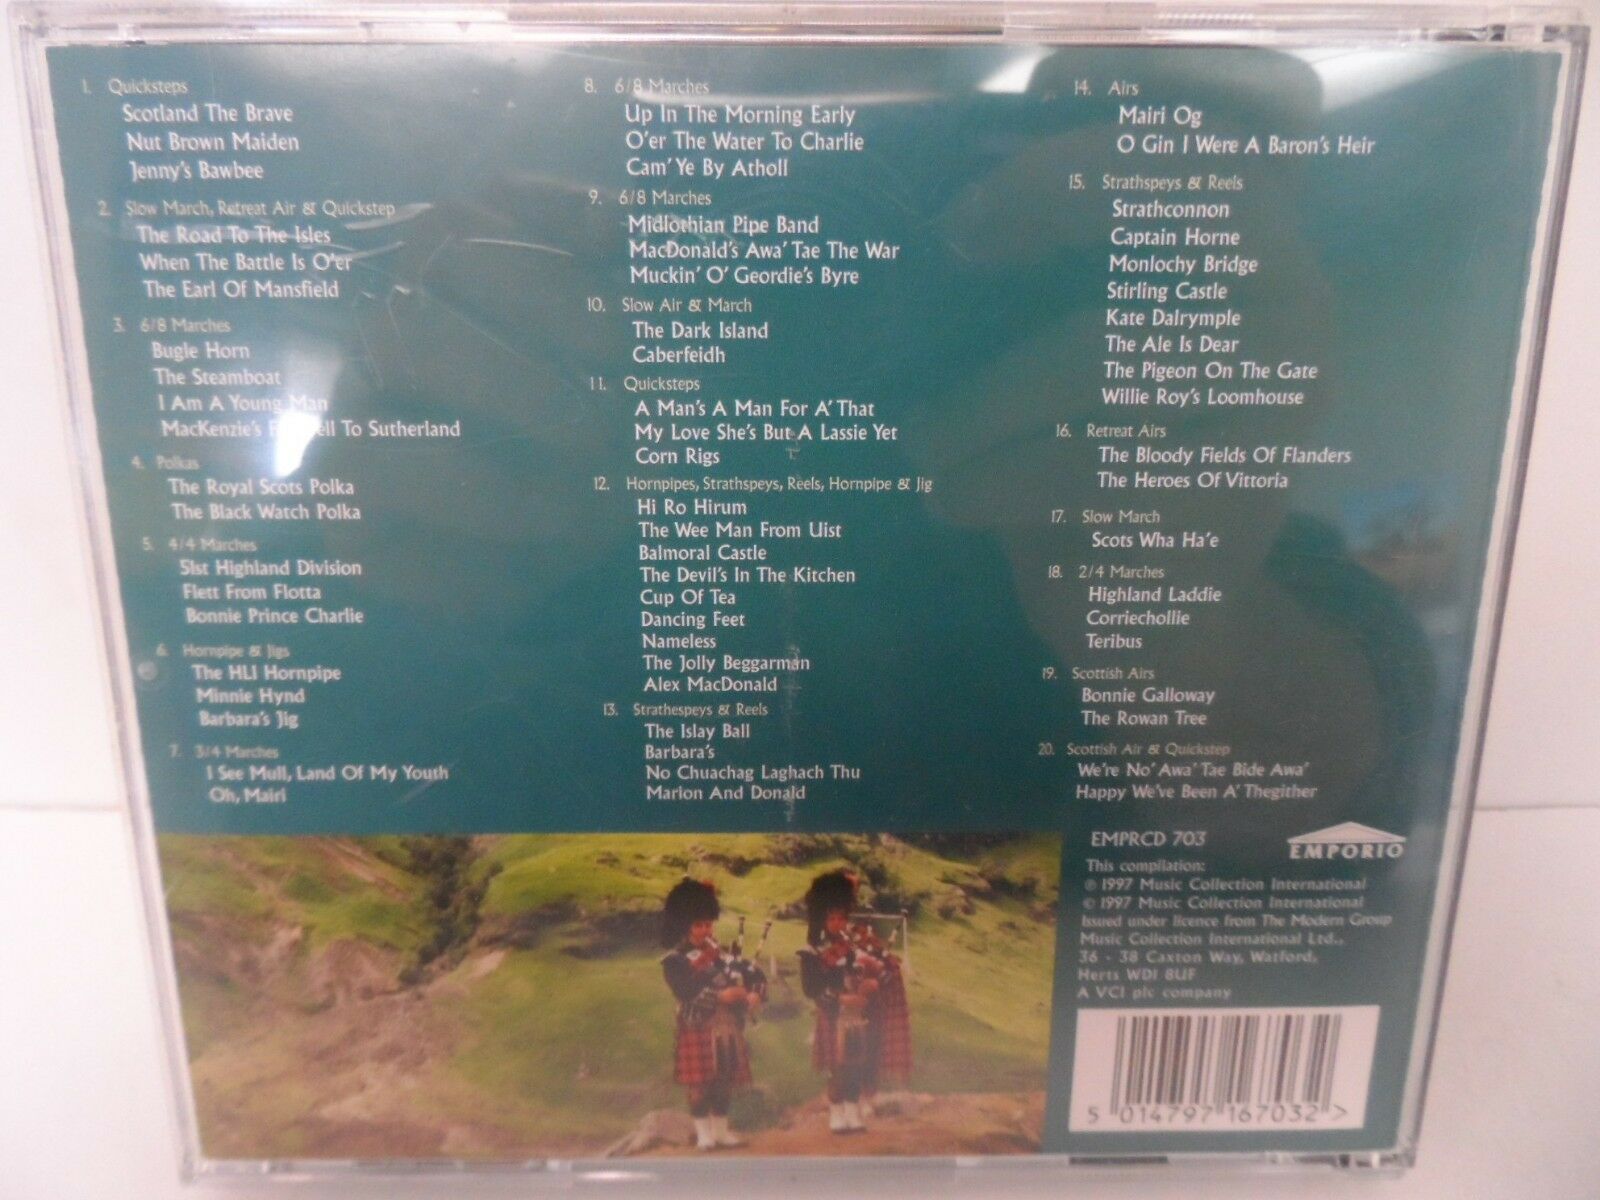 1. Quicksteps
Scotland The Brave
Nut Brown Maiden
Jenny's Bawbee
2. Slow March, Retreat Air & Quickstep
The Road To The Isles
When The Battle Is O'er
The Earl Of Mansfield
3. 6/8 Marches
Bugle Horn
The Steamboat
I Am A Young Man
MacKenzie's To Sutherland
4. Polkas
The Royal Scots Polka
The Black Watch Polka
5. 4/4 Marches
51st Highland Division
Flett From Flotta
Bonnie Prince Charlie
6. Hornpipe & Jigs
The HLI Hornpipe
Minnie Hynd
Barbara's Jig
7. 3/4 Marches
I See Mull, Land Of My Youth
Oh, Mairi
8. 6/8 Marches
Up In The Morning Early
O'er The Water To Charlie
Cam' Ye By Atholl
9. 6/8 Marches
Midlothian Pipe Band
MacDonald's Awa' Tae The War
Muckin' O' Geordie's Byre
10. Slow Air & March
The Dark Island
Caberfeidh
11. Quicksteps
A Man's A Man For A' That
My Love She's But A Lassie Yet
Corn Rigs
12. Hornpipes, Strathspeys, Reels, Hornpipe & Jig
Hi Ro Hirum
The Wee Man From Uist
Balmoral Castle
The Devil's In The Kitchen
Cup Of Tea
Dancing Feet
Nameless
The Jolly Beggarman
Alex MacDonald
13. Strathespeys & Reels
The Islay Ball
Barbara's
No Chuachag Laghach Thu
Marion And Donald
14. Airs
Mairi Og
O Gin I Were A Baron's Heir
15. Strathspeys & Reels
Strathconnon
Captain Horne
Monlochy Bridge
Stirling Castle
Kate Dalrymple
The Ale Is Dear
The Pigeon On The Gate
Willie Roy's Loomhouse
16. Retreat Airs
The Bloody Fields Of Flanders
The Heroes Of Vittoria
17. Slow March
Scots Wha Ha'e
18. 2/4 Marches
Highland Laddie
Corriechollie
Teribus
19. Scottish Airs
Bonnie Galloway
The Rowan Tree
20. Scottish Air & Quickstep
We're No' Awa' Tae Bide Awa'
Happy We've Been A' Thegither
EMPRCD 703
EMPORIO
This compilation:
℗ 1997 Music Collection International
© 1997 Music Collection International
Issued under licence from The Modern Group
Music Collection International Ltd.,
36 - 38 Caxton Way, Watford,
Herts WD1 8UF
A VCI plc company
5 014797 167032 >